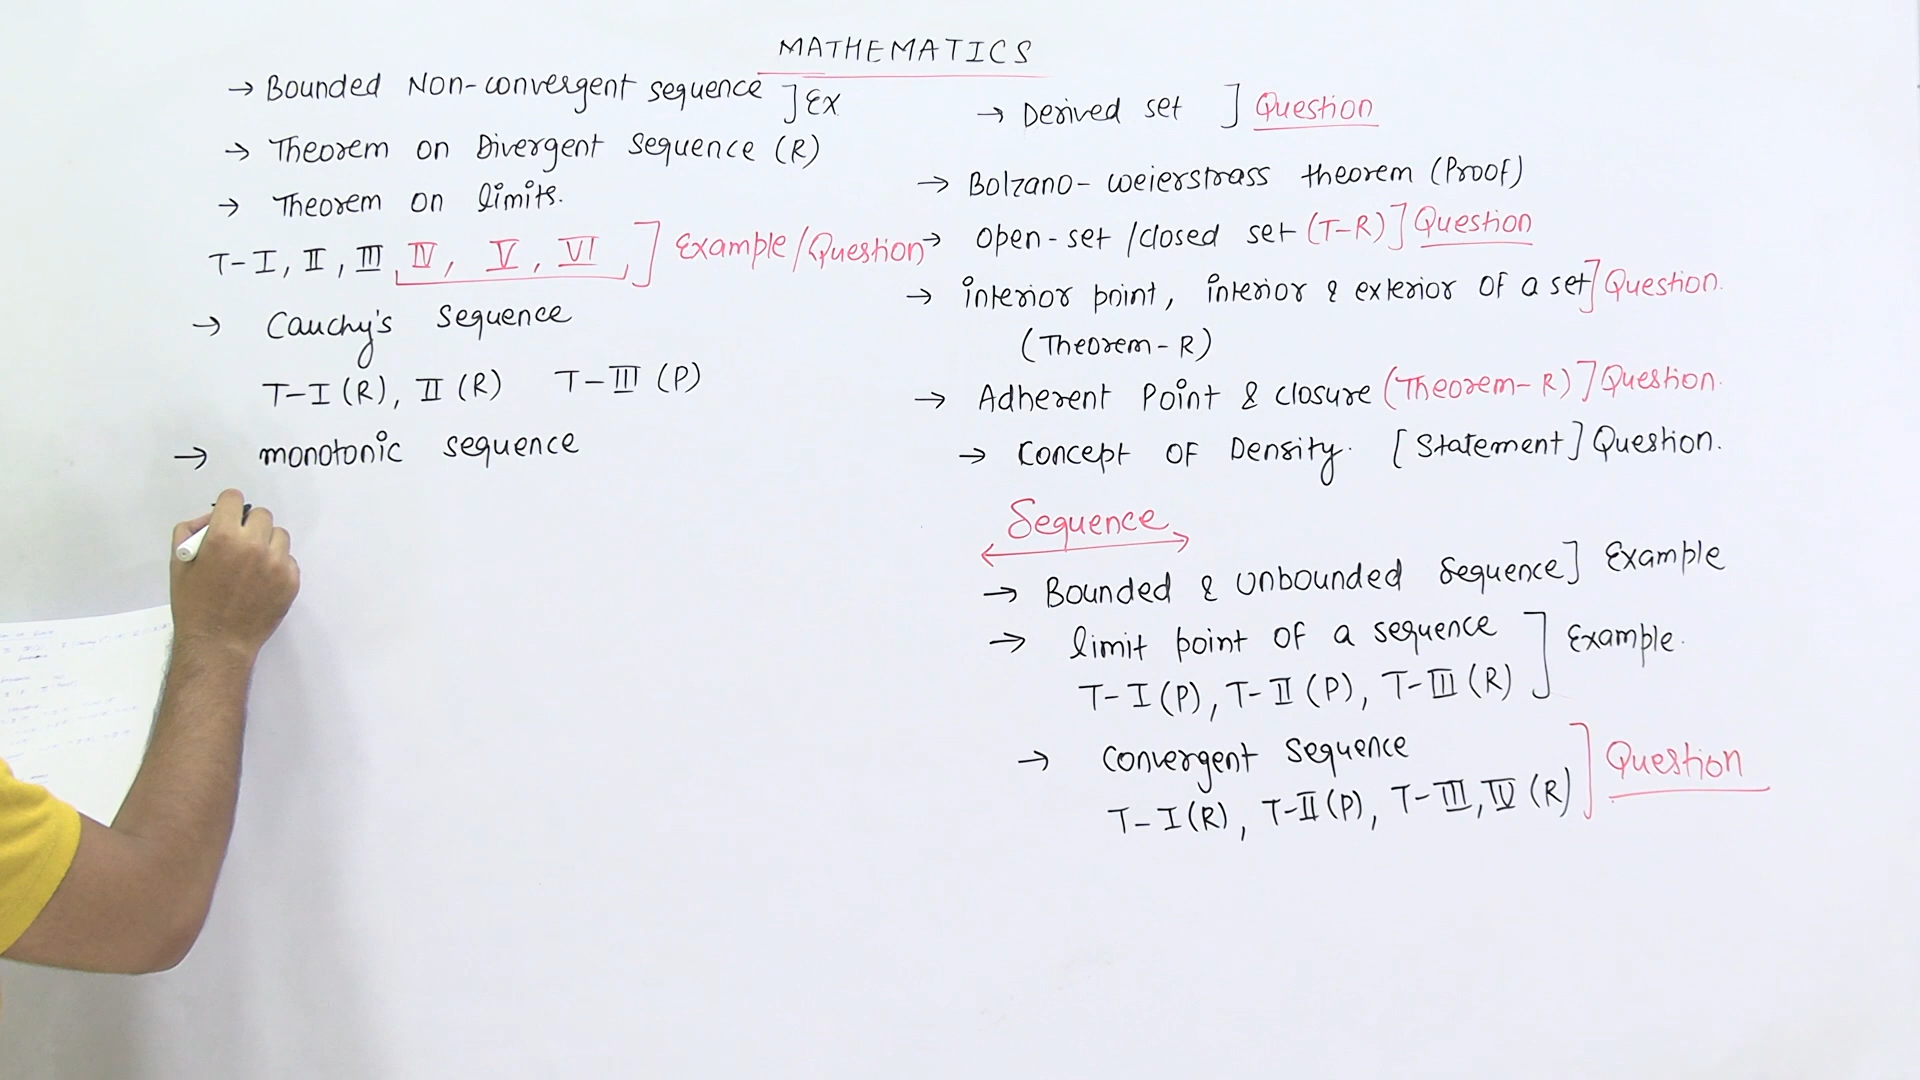 MATHEMATICS
→ Bounded Non-convergent sequence ] Ex
→ Theorem on Divergent sequence (R)
→ Theorem on limits.
T-I, II, III, IV, V, VI ] Example/Question
→ Cauchy's sequence
T-I (R), II (R) T-III (P)
→ monotonic sequence
→ Derived set ] Question
→ Bolzano-weierstrass theorem (Proof)
→ open-set /closed set (T-R) ] Question
→ interior point, interior & exterior of a set ] Question.
(Theorem-R)
→ Adherent Point & closure (Theorem-R) ] Question.
→ Concept of Density. [Statement] Question.
Sequence
→ Bounded & Unbounded sequence ] Example
→ limit point of a sequence ] Example.
T-I (P), T-II (P), T-III (R)
→ Convergent sequence ] Question
T-I (R), T-II (P), T-III, IV (R)